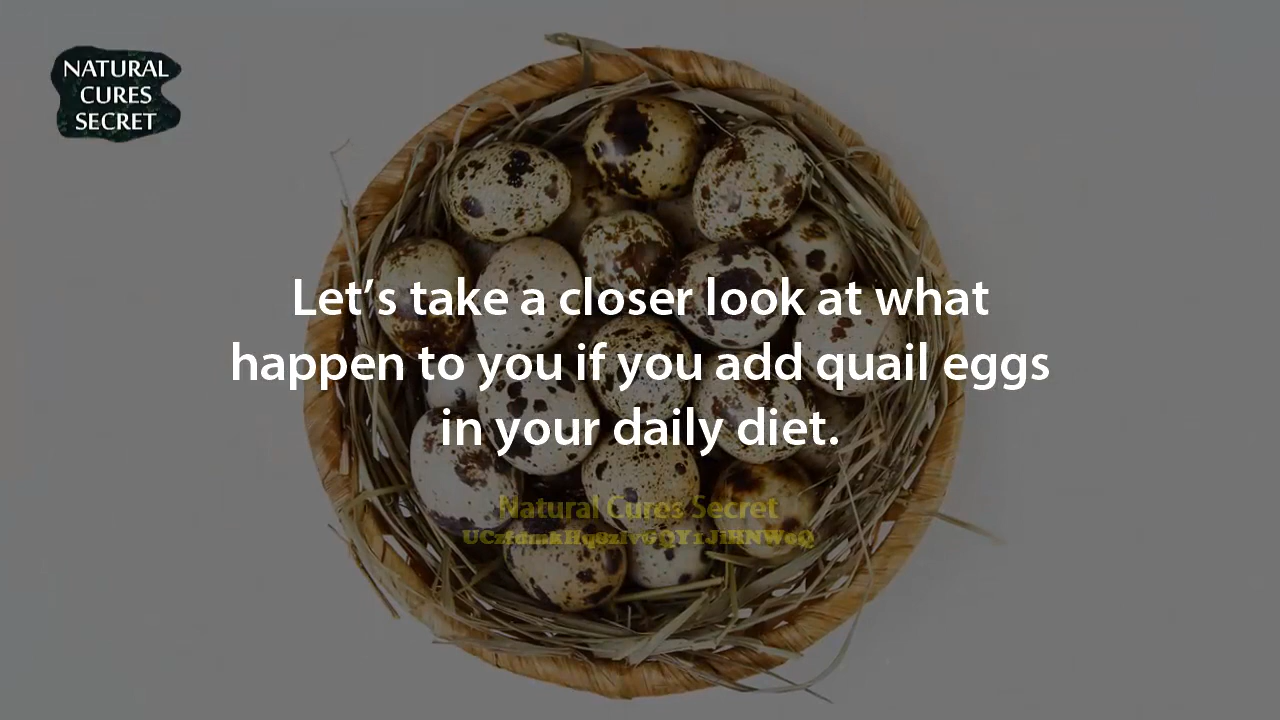 NATURAL
CURES
SECRET
Let’s take a closer look at what
happen to you if you add quail eggs
in your daily diet.
Natural Cures Secret